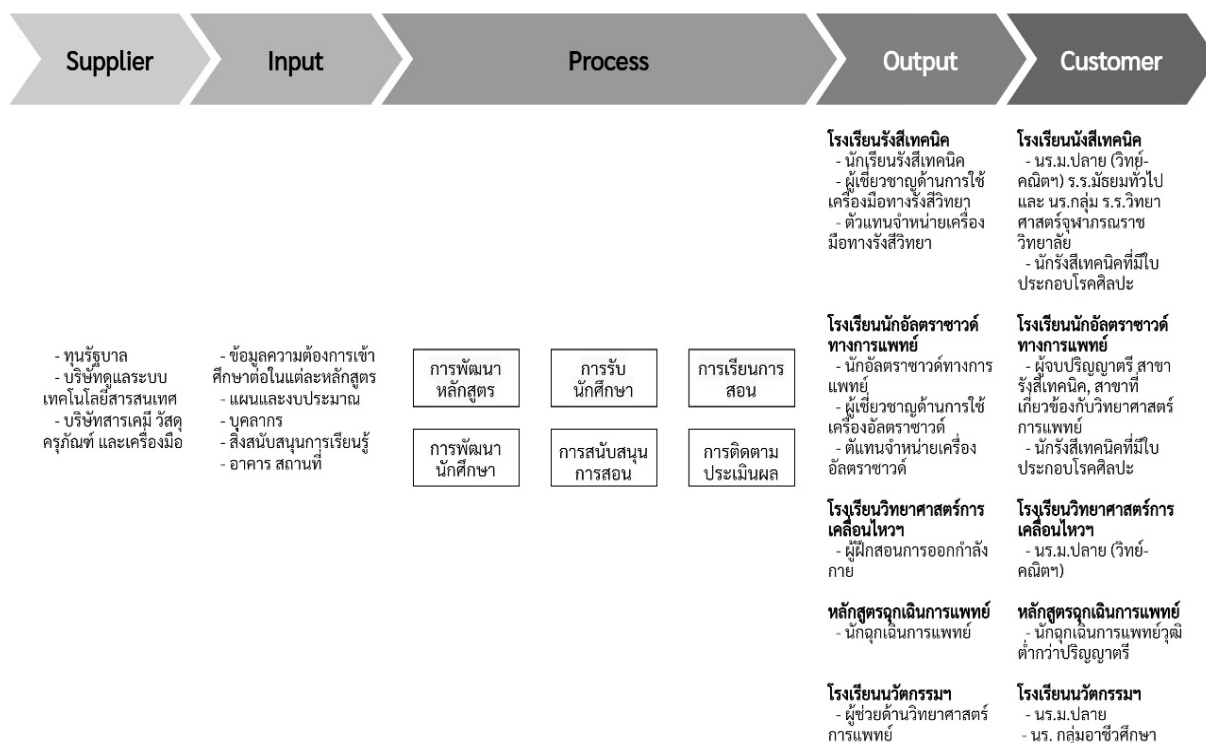 Supplier
Input
Process
Output
Customer
- ทุนรัฐบาล
- บริษัทดูแลระบบ
เทคโนโลยีสารสนเทศ
- บริษัทสารเคมี วัสดุ
ครุภัณฑ์ และเครื่องมือ
- ข้อมูลความต้องการเข้า
ศึกษาต่อในแต่ละหลักสูตร
- แผนและงบประมาณ
- บุคลากร
- สิ่งสนับสนุนการเรียนรู้
- อาคาร สถานที่
การพัฒนา
หลักสูตร
การรับ
นักศึกษา
การเรียนการ
สอน
การพัฒนา
นักศึกษา
การสนับสนุน
การสอน
การติดตาม
ประเมินผล
โรงเรียนรังสีเทคนิค
- นักเรียนรังสีเทคนิค
- ผู้เชี่ยวชาญด้านการใช้
เครื่องมือทางรังสีวิทยา
- ตัวแทนจำหน่ายเครื่อง
มือทางรังสีวิทยา
โรงเรียนนักอัลตราซาวด์
ทางการแพทย์
- นักอัลตราซาวด์ทางการ
แพทย์
- ผู้เชี่ยวชาญด้านการใช้
เครื่องอัลตราซาวด์
- ตัแทนจำหน่ายเครื่อง
อัลตราซาวด์
โรงเรียนวิทยาศาสตร์การ
เคลื่อนไหวฯ
- ผู้ฝึกสอนการออกกำลัง
กาย
หลักสูตรฉุกเฉินการแพทย์
- นักฉุกเฉินการแพทย์
โรงเรียนนวัตกรรมฯ
- ผู้ช่วยด้านวิทยาศาสตร์
การแพทย์
โรงเรียนนังสีเทคนิค
- นร.ม.ปลาย (วิทย์-
คณิตฯ) ร.ร.มัธยมทั่วไป
และ นร.กลุ่ม ร.ร.วิทยา
ศาสตร์จุฬาภรณราช
วิทยาลัย
- นักรังสีเทคนิคที่มีใบ
ประกอบโรคศิลปะ
โรงเรียนนักอัลตราซาวด์
ทางการแพทย์
- ผู้จบปริญญาตรี สาขา
รังสีเทคนิค, สาขาที่
เกี่ยวข้องกับวิทยาศาสตร์
การแพทย์
- นักรังสีเทคนิคที่มีใบ
ประกอบโรคศิลปะ
โรงเรียนวิทยาศาสตร์การ
เคลื่อนไหวฯ
- นร.ม.ปลาย (วิทย์-
คณิตฯ)
หลักสูตรฉุกเฉินการแพทย์
- นักฉุกเฉินการแพทย์วุฒิ
ต่ำกว่าปริญญาตรี
โรงเรียนนวัตกรรมฯ
- นร.ม.ปลาย
- นร. กลุ่มอาชีวศึกษา